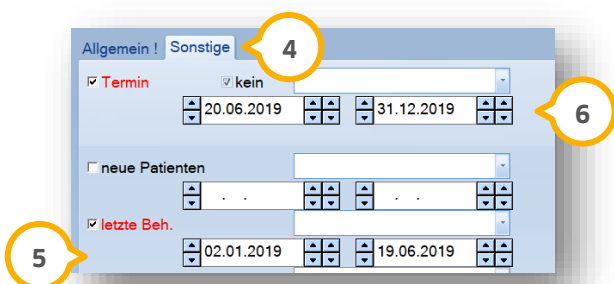 Allgemein ! Sonstige 4
Termin kein
20.06.2019 31.12.2019 6
neue Patienten
. . . .
letzte Beh.
5 02.01.2019 19.06.2019